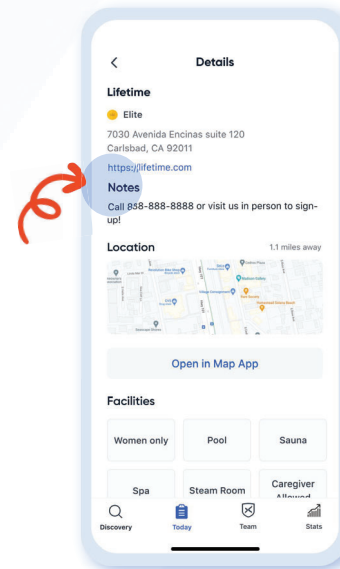 Details
Lifetime
Elite
7030 Avenida Encinas suite 120
Carlsbad, CA 92011
https://lifetime.com
Notes
Call 858-888-8888 or visit us in person to sign-
up!
Location 1.1 miles away
Open in Map App
Facilities
Women only Pool Sauna
Spa Steam Room Caregiver
Allowed
Discovery Today Team Stats